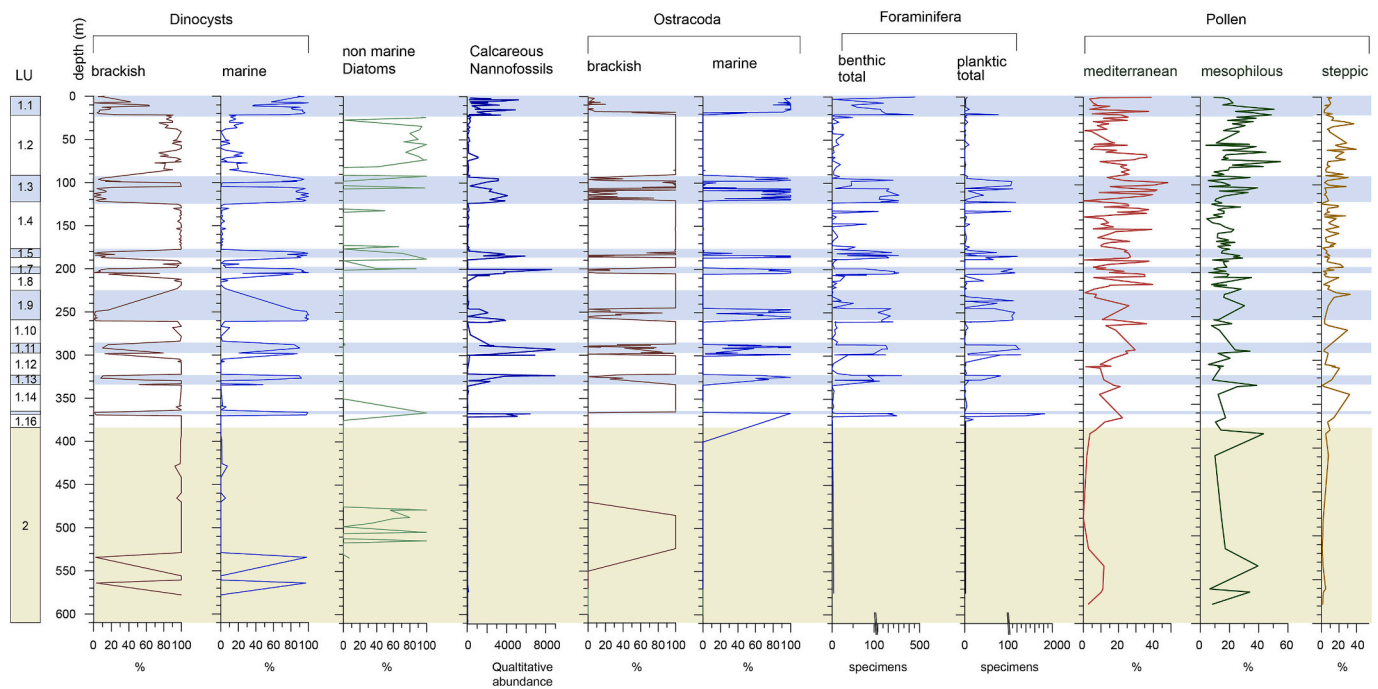 Dinocysts
Ostracoda
Foraminifera
Pollen
LU
depth (m)
brackish
marine
non marine
Diatoms
Calcareous
Nannofossils
brackish
marine
benthic
total
planktic
total
mediterranean
mesophilous
steppic
0
50
100
150
200
250
300
350
400
450
500
550
600
1.1
1.2
1.3
1.4
1.5
1.7
1.8
1.9
1.10
1.11
1.12
1.13
1.14
1.16
2
0 20 40 60 80 100
0 20 40 60 80 100
0 20 40 60 80 100
0 4000 8000
0 20 40 60 80 100
0 20 40 60 80 100
0 100 500
0 100 2000
0 20 40
0 20 40 60
0 20 40
%
%
%
Qualtitative
abundance
%
%
specimens
specimens
%
%
%